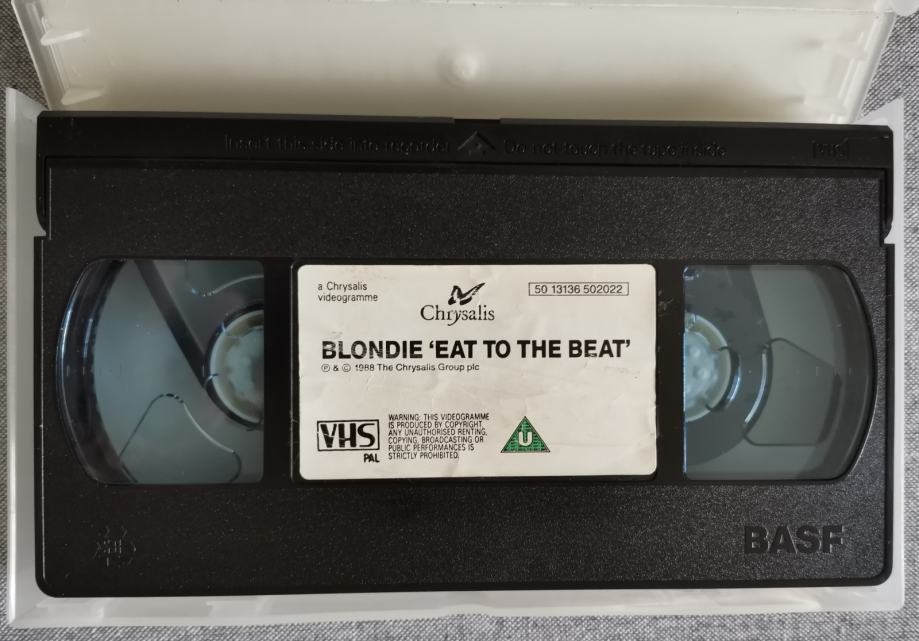 Insert this side into recorder Do not touch the tape inside
VHS
a Chrysalis
videogramme
Chrysalis
50 13136 502022
BLONDIE 'EAT TO THE BEAT'
℗ & © 1988 The Chrysalis Group plc
VHS
PAL
WARNING: THIS VIDEOGRAMME
IS PRODUCED BY COPYRIGHT,
ANY UNAUTHORISED RENTING,
COPYING, BROADCASTING OR
PUBLIC PERFORMANCES IS
STRICTLY PROHIBITED.
U
BASF